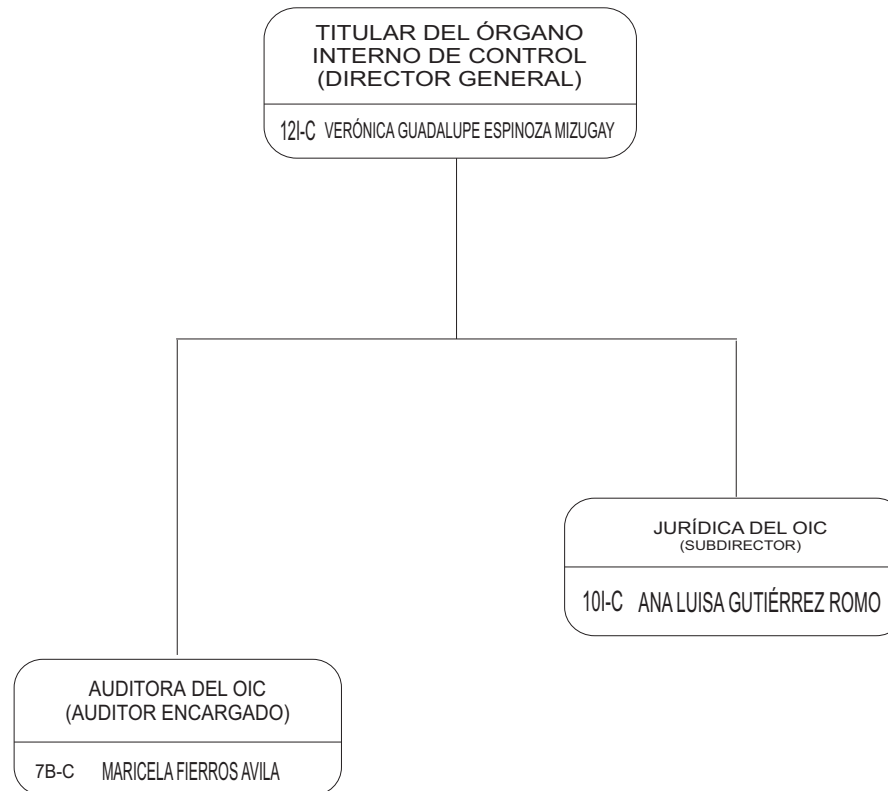 TITULAR DEL ÓRGANO
INTERNO DE CONTROL
(DIRECTOR GENERAL)
12I-C VERÓNICA GUADALUPE ESPINOZA MIZUGAY
JURÍDICA DEL OIC
(SUBDIRECTOR)
10I-C ANA LUISA GUTIÉRREZ ROMO
AUDITORA DEL OIC
(AUDITOR ENCARGADO)
7B-C MARICELA FIERROS AVILA